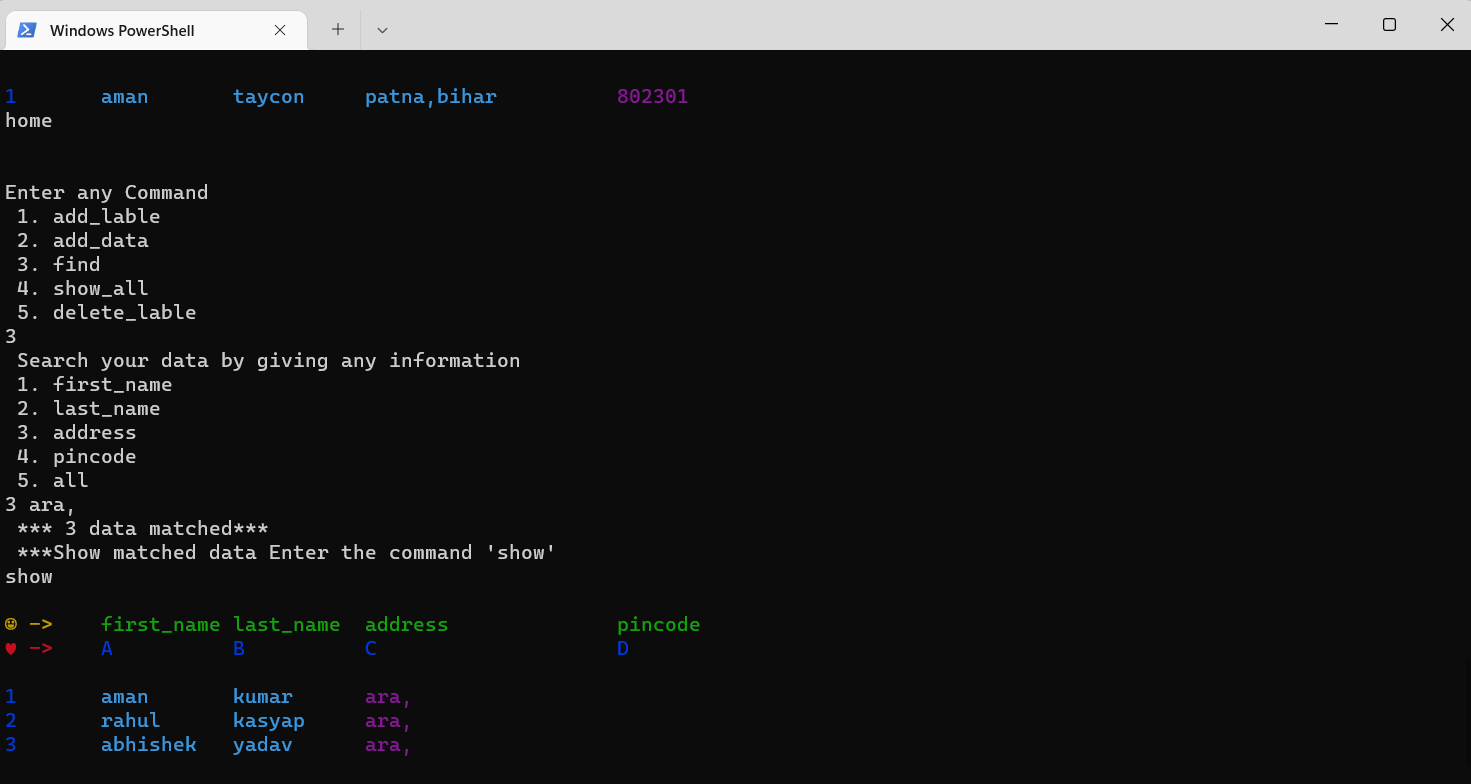 Windows PowerShell
1 aman taycon patna,bihar 802301
home
Enter any Command
1. add_lable
2. add_data
3. find
4. show_all
5. delete_lable
3
Search your data by giving any information
1. first_name
2. last_name
3. address
4. pincode
5. all
3 ara,
*** 3 data matched***
***Show matched data Enter the command 'show'
show
☻ -> first_name last_name address pincode
♥ -> A B C D
1 aman kumar ara,
2 rahul kasyap ara,
3 abhishek yadav ara,